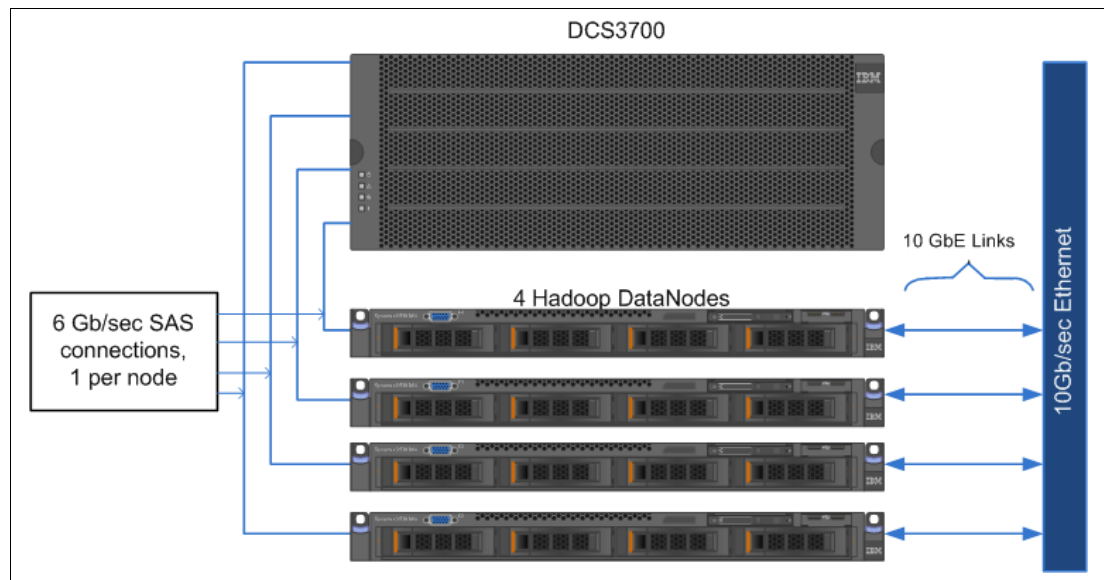 DCS3700
IBM
10 GbE Links
10Gb/sec Ethernet
4 Hadoop DataNodes
6 Gb/sec SAS
connections,
1 per node
IBM
IBM
IBM
IBM